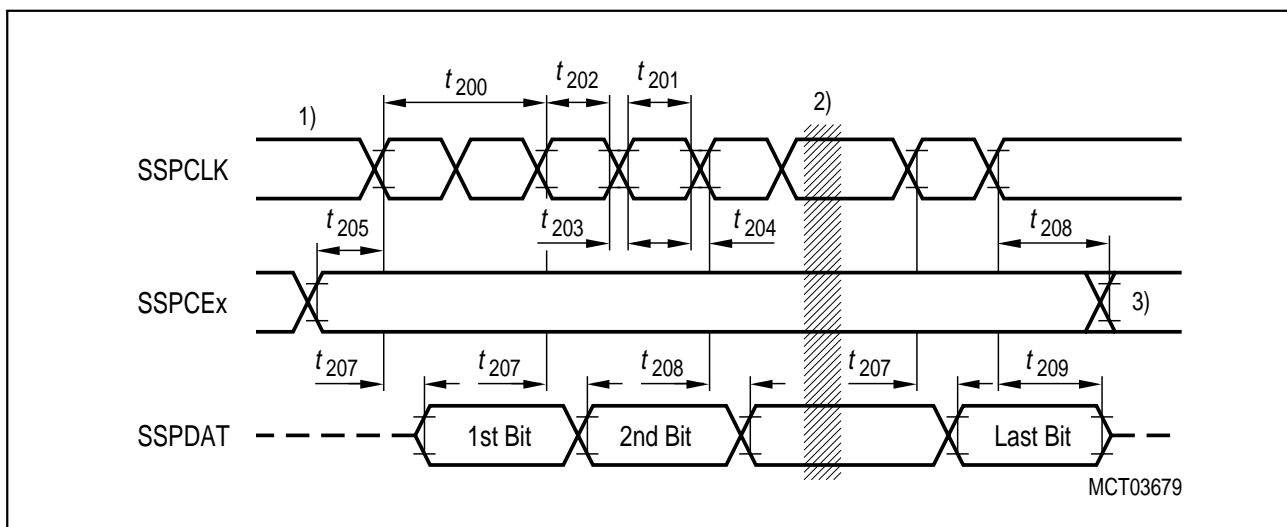 t200 t202 t201
1) 2)
SSPCLK
t205 t203 t204 t208
SSPCEx 3)
t207 t207 t208 t207 t209
SSPDAT 1st Bit 2nd Bit Last Bit
MCT03679